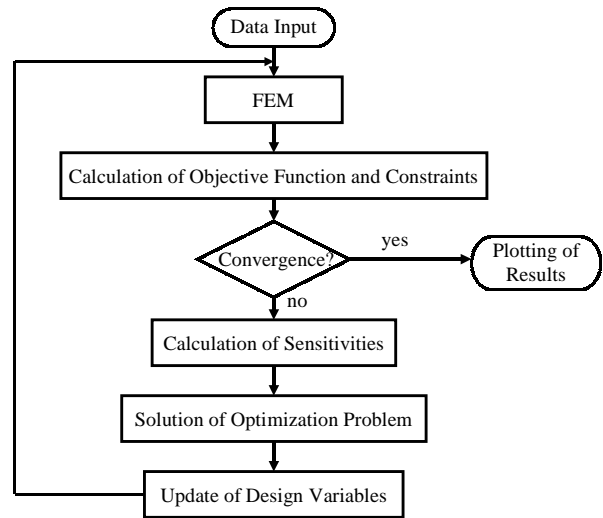 Data Input
FEM
Calculation of Objective Function and Constraints
Convergence?
yes
Plotting of
Results
no
Calculation of Sensitivities
Solution of Optimization Problem
Update of Design Variables